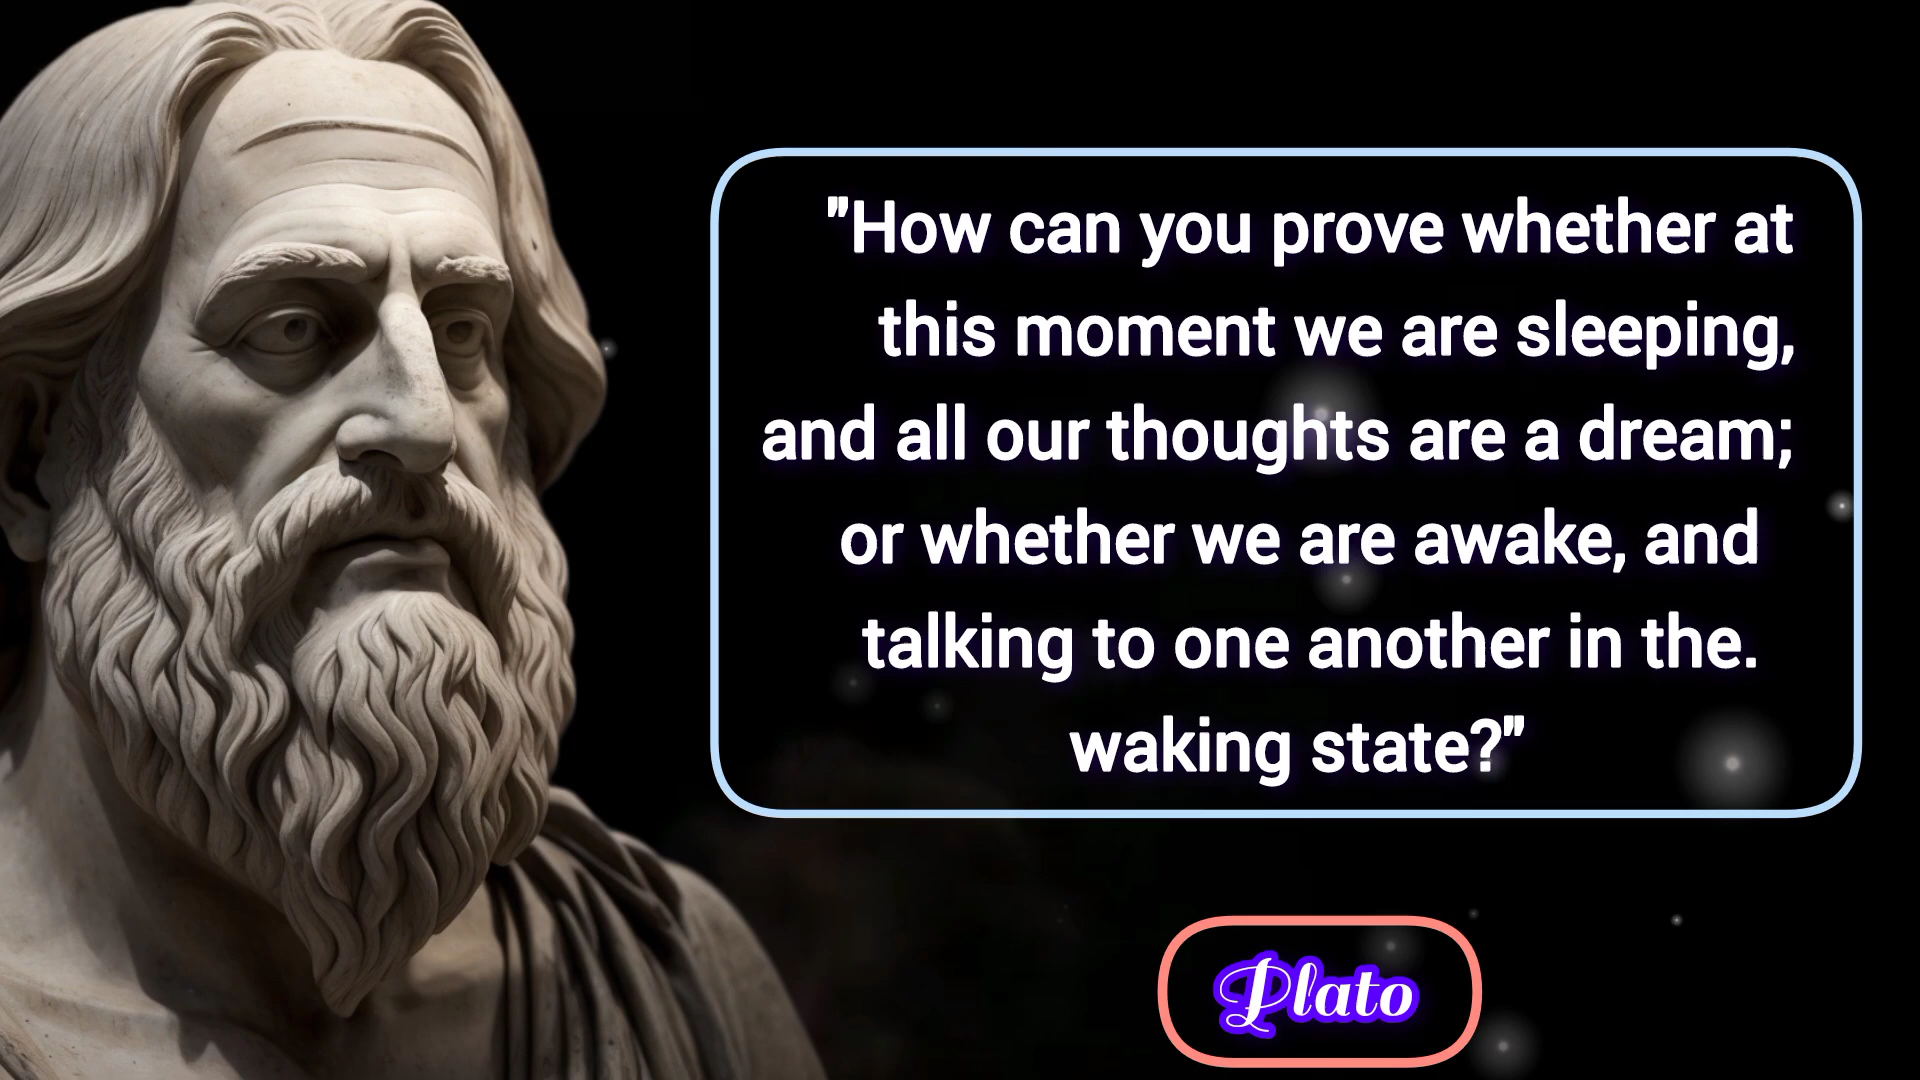 "How can you prove whether at
this moment we are sleeping,
and all our thoughts are a dream;
or whether we are awake, and
talking to one another in the.
waking state?"
Plato